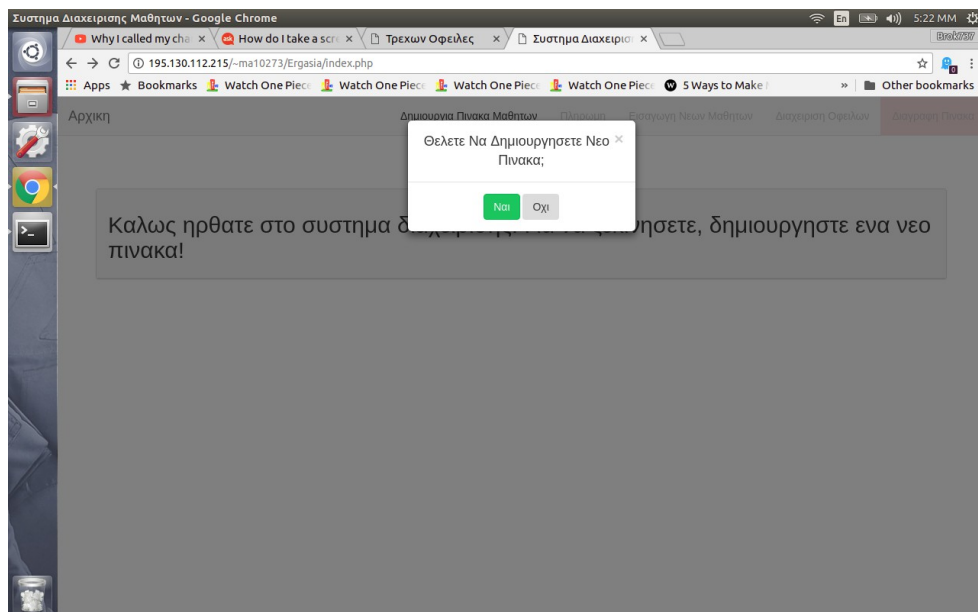 Συστημα Διαχειρισης Μαθητων - Google Chrome En 5:22 MM
Why I called my cha How do I take a scre Τρεχων Οφειλες Συστημα Διαχειρισ Brok737
195.130.112.215/~ma10273/Ergasia/index.php
Apps Bookmarks Watch One Piece Watch One Piece Watch One Piece Watch One Piece 5 Ways to Make » Other bookmarks
Αρχικη Δημιουργια Πινακα Μαθητων Πληρωμη Εισαγωγη Νεων Μαθητων Διαχειριση Οφειλων Διαγραφη Πινακα
Θελετε Να Δημιουργησετε Νεο ×
Πινακα;
Ναι Οχι
Καλως ηρθατε στο συστημα δημιουργηστε ενα νεο
πινακα!